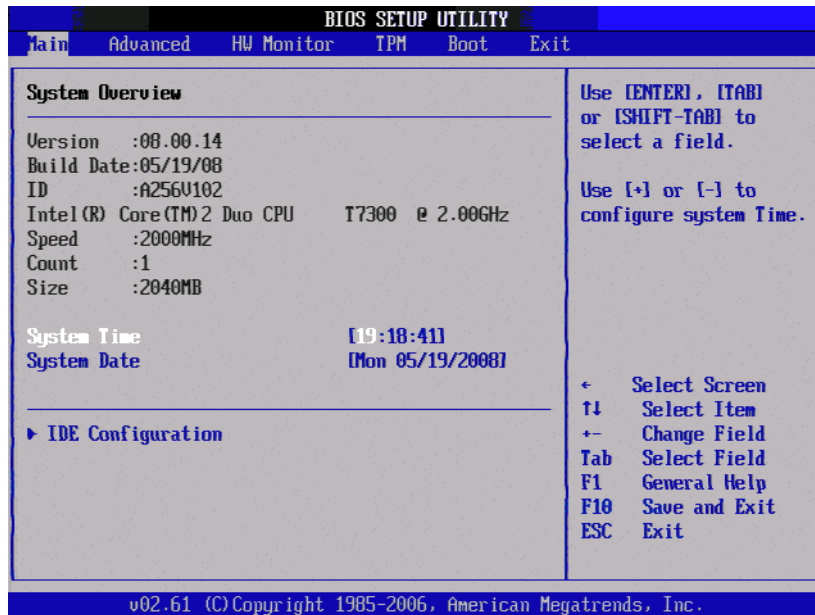 BIOS SETUP UTILITY
Main Advanced HW Monitor TPM Boot Exit
System Overview
Version :08.00.14
Build Date:05/19/08
ID :A256V102
Intel(R) Core(TM)2 Duo CPU T7300 @ 2.00GHz
Speed :2000MHz
Count :1
Size :2040MB
System Time [19:18:41]
System Date [Mon 05/19/2008]
IDE Configuration
Use [ENTER], [TAB]
or [SHIFT-TAB] to
select a field.
Use [+] or [-] to
configure system Time.
← Select Screen
↑↓ Select Item
+- Change Field
Tab Select Field
F1 General Help
F10 Save and Exit
ESC Exit
v02.61 (C)Copyright 1985-2006, American Megatrends, Inc.